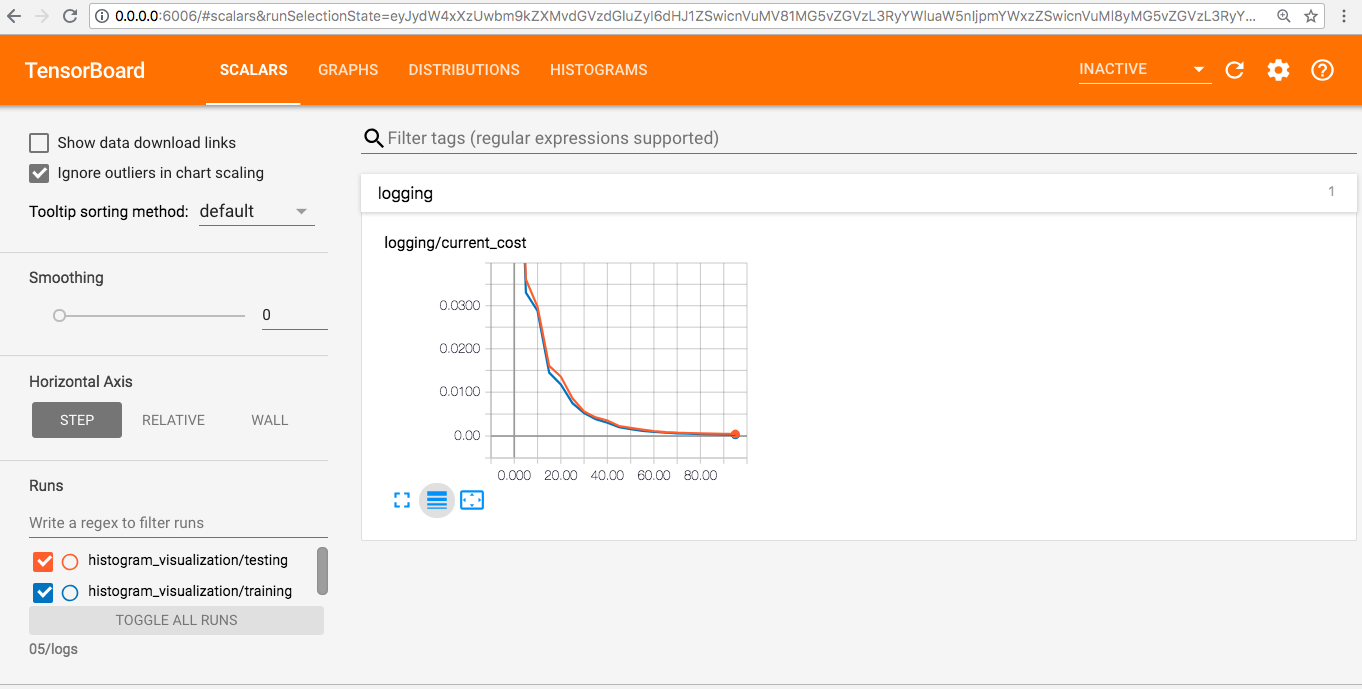 0.0.0.0:6006/#scalars&runSelectionState=eyJydW4xXzUwbm9kZXMvdGVzdGluZyI6dHJ1ZSwicnVuMV81MG5vZGVzL3RyYWluaW5nIjpmYWxzZSwicnVuMl8yMG5vZGVzL3RyY...
TensorBoard SCALARS GRAPHS DISTRIBUTIONS HISTOGRAMS INACTIVE
Show data download links
Ignore outliers in chart scaling
Tooltip sorting method: default
Smoothing
0
Horizontal Axis
STEP RELATIVE WALL
Runs
Write a regex to filter runs
histogram_visualization/testing
histogram_visualization/training
TOGGLE ALL RUNS
05/logs
Filter tags (regular expressions supported)
logging 1
logging/current_cost
0.0300
0.0200
0.0100
0.00
0.000 20.00 40.00 60.00 80.00